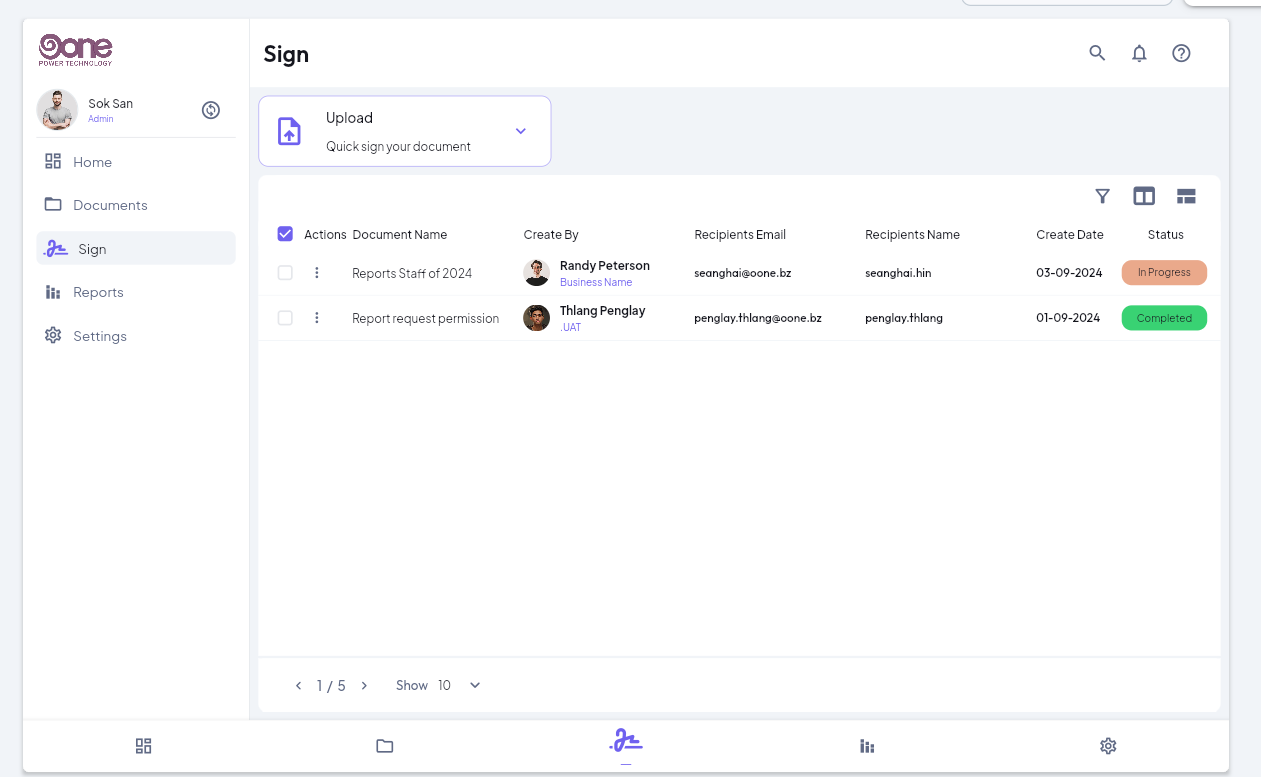 Oone
POWER TECHNOLOGY
Sok San
Admin
Home
Documents
Sign
Reports
Settings
Sign
Upload
Quick sign your document
Actions Document Name Create By Recipients Email Recipients Name Create Date Status
Reports Staff of 2024 Randy Peterson Business Name seanghai@oone.bz seanghai.hin 03-09-2024 In Progress
Report request permission Thlang Penglay .UAT penglay.thlang@oone.bz penglay.thlang 01-09-2024 Completed
1 / 5 Show 10